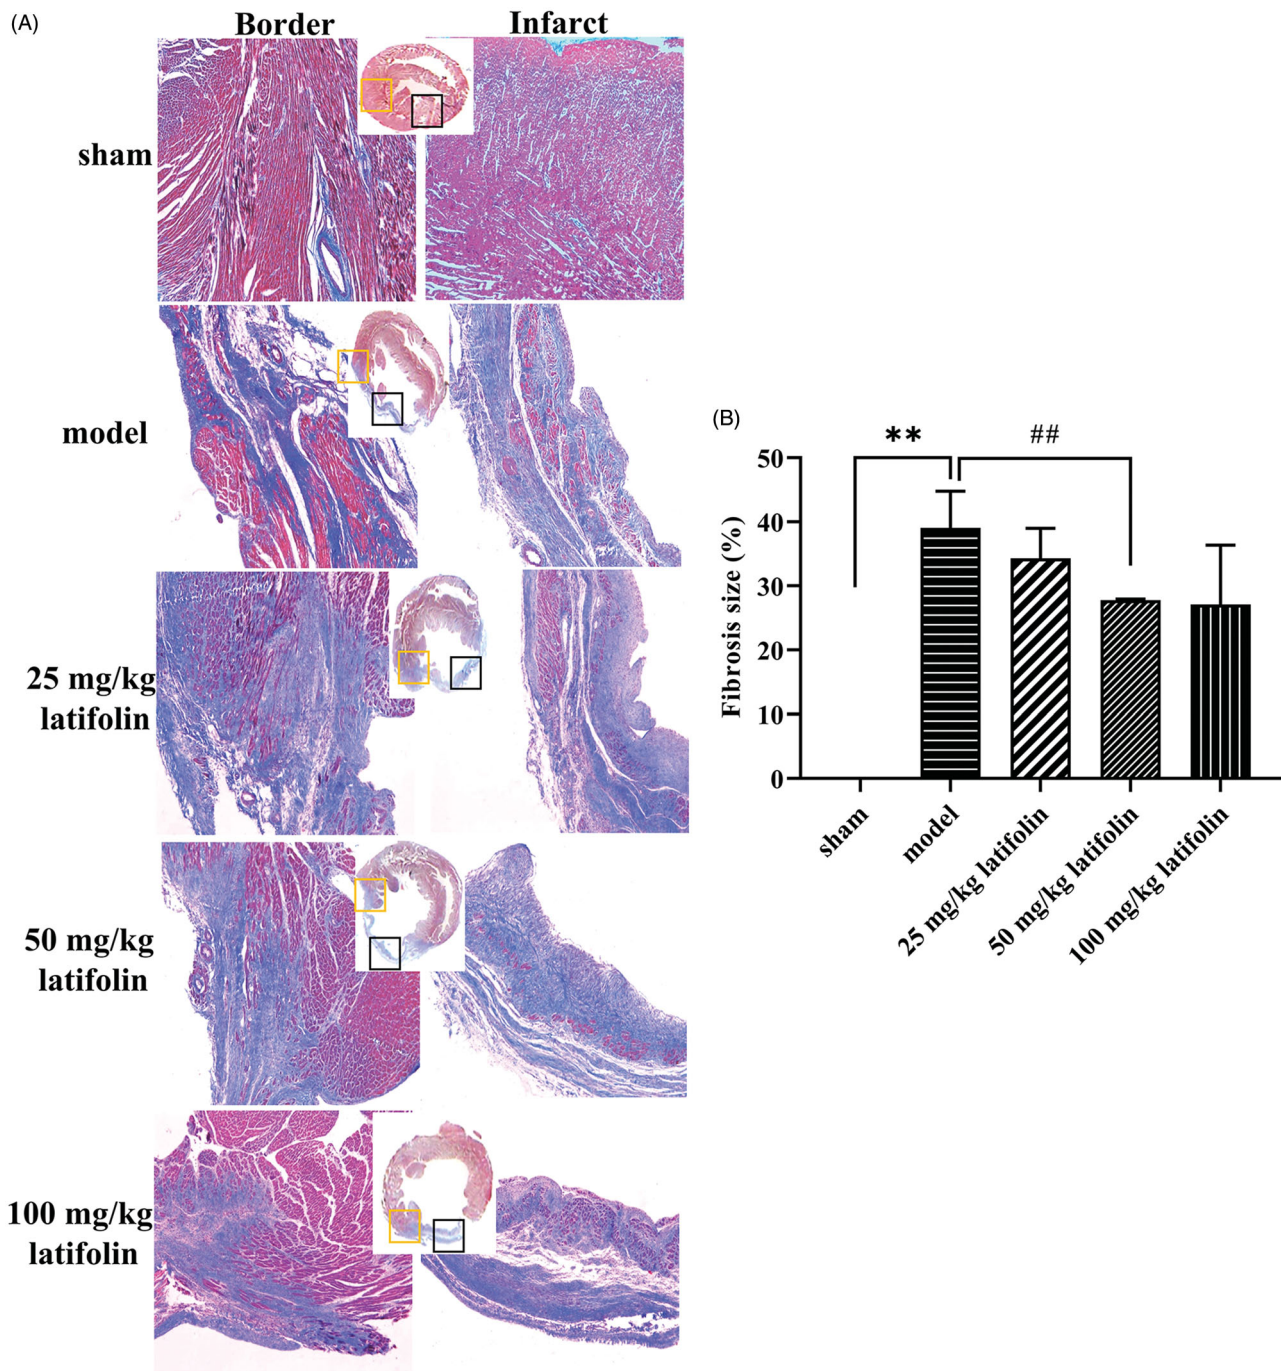 (A)
Border
Infarct
sham
model
25 mg/kg
latifolin
50 mg/kg
latifolin
100 mg/kg
latifolin
(B)
**
##
Fibrosis size (%)
50
40
30
20
10
0
sham
model
25 mg/kg latifolin
50 mg/kg latifolin
100 mg/kg latifolin